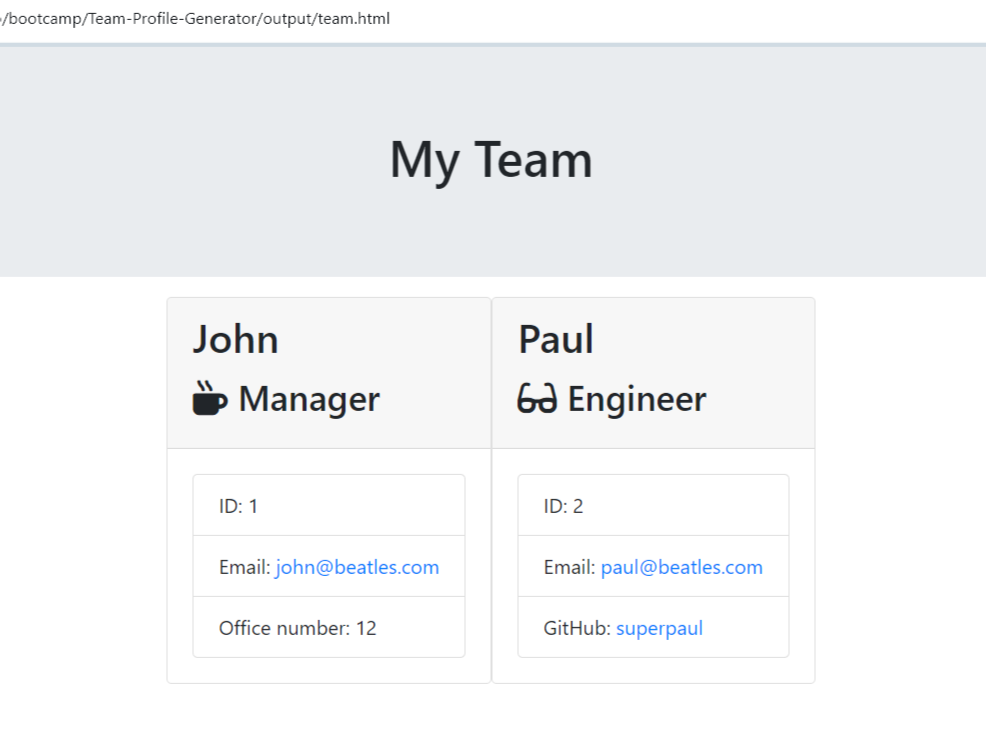 /bootcamp/Team-Profile-Generator/output/team.html
My Team
John
Manager
ID: 1
Email: john@beatles.com
Office number: 12
Paul
Engineer
ID: 2
Email: paul@beatles.com
GitHub: superpaul